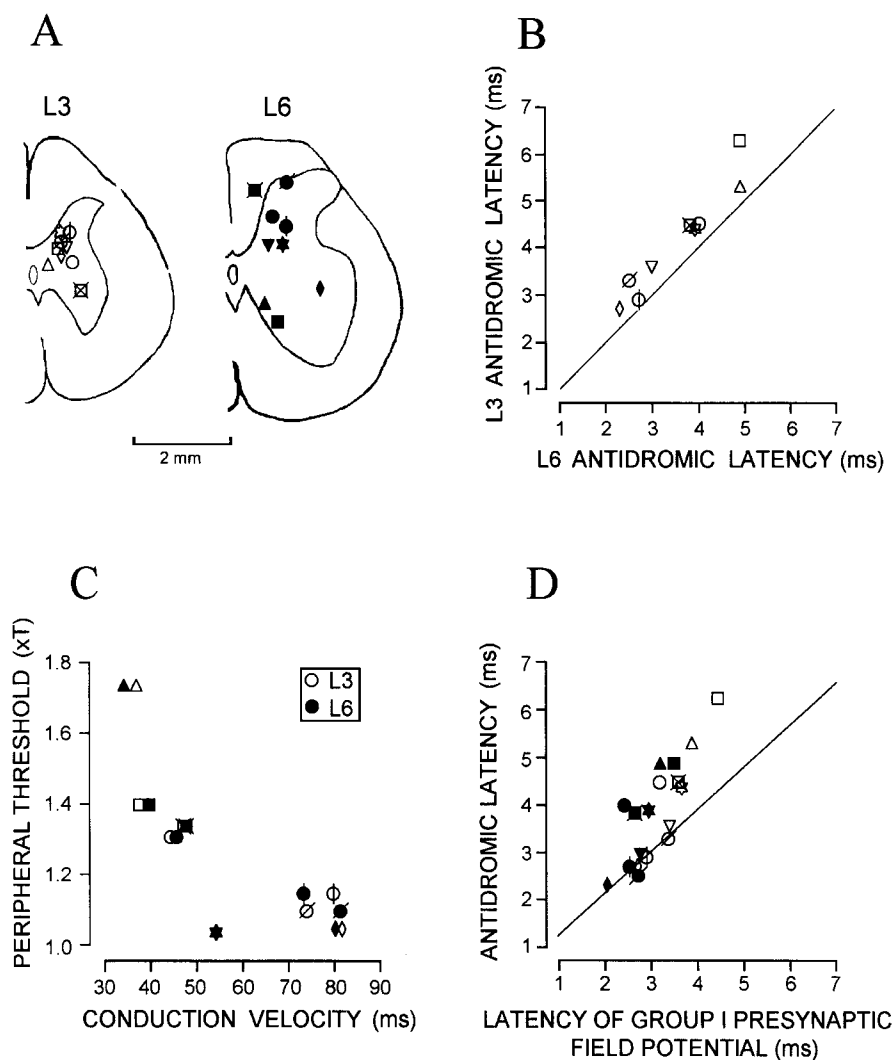 A
L3
L6
2 mm
B
L3 ANTIDROMIC LATENCY (ms)
7
6
5
4
3
2
1
1 2 3 4 5 6 7
L6 ANTIDROMIC LATENCY (ms)
C
PERIPHERAL THRESHOLD (xT)
1.8
1.6
1.4
1.2
1.0
L3
L6
30 40 50 60 70 80 90
CONDUCTION VELOCITY (ms)
D
ANTIDROMIC LATENCY (ms)
7
6
5
4
3
2
1
1 2 3 4 5 6 7
LATENCY OF GROUP I PRESYNAPTIC
FIELD POTENTIAL (ms)